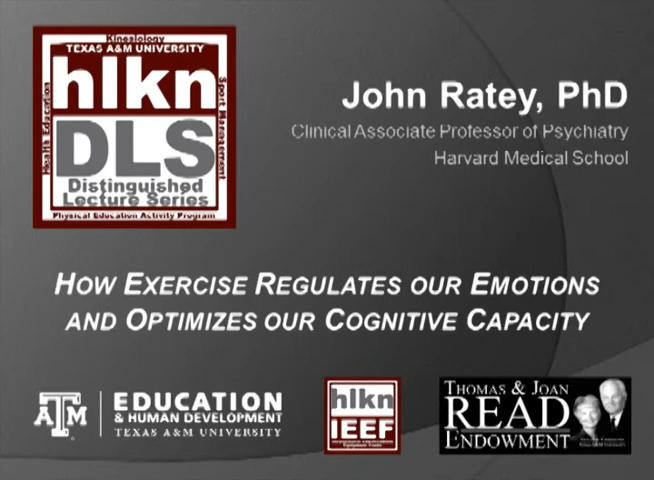 Kinesiology
TEXAS A&M UNIVERSITY
hlkn
Health Education
Sport Management
DLS
Distinguished
Lecture Series
Physical Education Activity Program
John Ratey, PhD
Clinical Associate Professor of Psychiatry
Harvard Medical School
HOW EXERCISE REGULATES OUR EMOTIONS
AND OPTIMIZES OUR COGNITIVE CAPACITY
ATM
EDUCATION
& HUMAN DEVELOPMENT
TEXAS A&M UNIVERSITY
hlkn
IEEF
THOMAS & JOAN
READ
ENDOWMENT